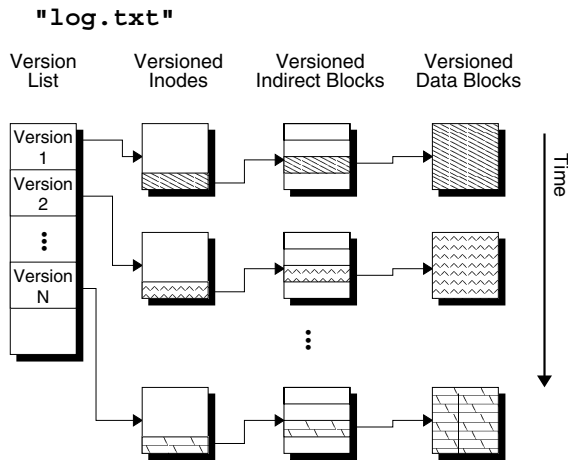 "log.txt"
Version
List
Versioned
Inodes
Versioned
Indirect Blocks
Versioned
Data Blocks
Version
1
Version
2
Version
N
Time